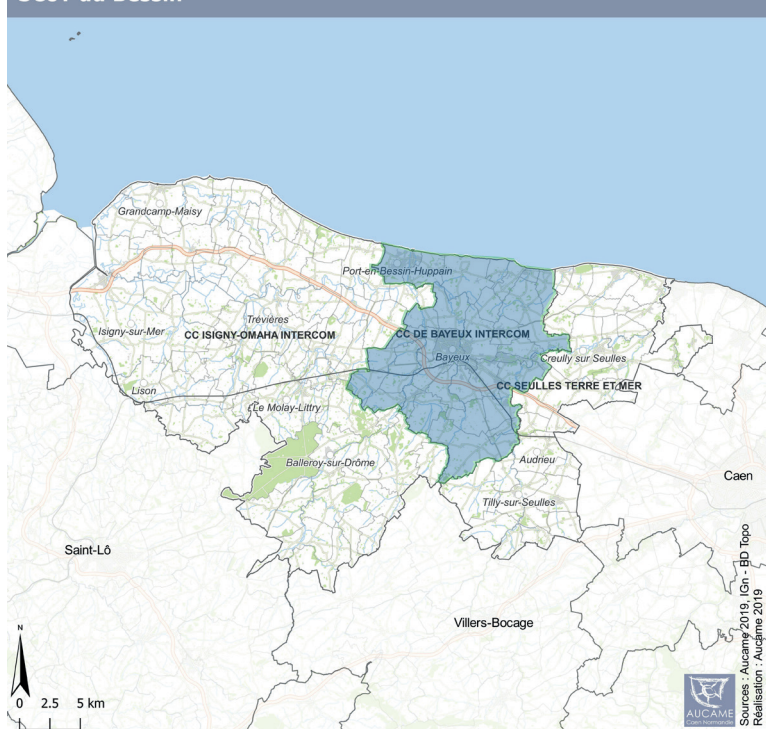 Grandcamp-Maisy
Port-en-Bessin-Huppain
Trévières
Isigny-sur-Mer
CC ISIGNY-OMAHA INTERCOM
CC DE BAYEUX INTERCOM
Bayeux
Creully sur Seulles
CC SEULLES TERRE ET MER
Lison
Le Molay-Littry
Balleroy-sur-Drôme
Audrieu
Caen
Tilly-sur-Seulles
Saint-Lô
Villers-Bocage
N
0 2.5 5 km
AUCAME
Caen Normandie
Sources : Aucame 2019, IGn - BD Topo
Réalisation : Aucame 2019